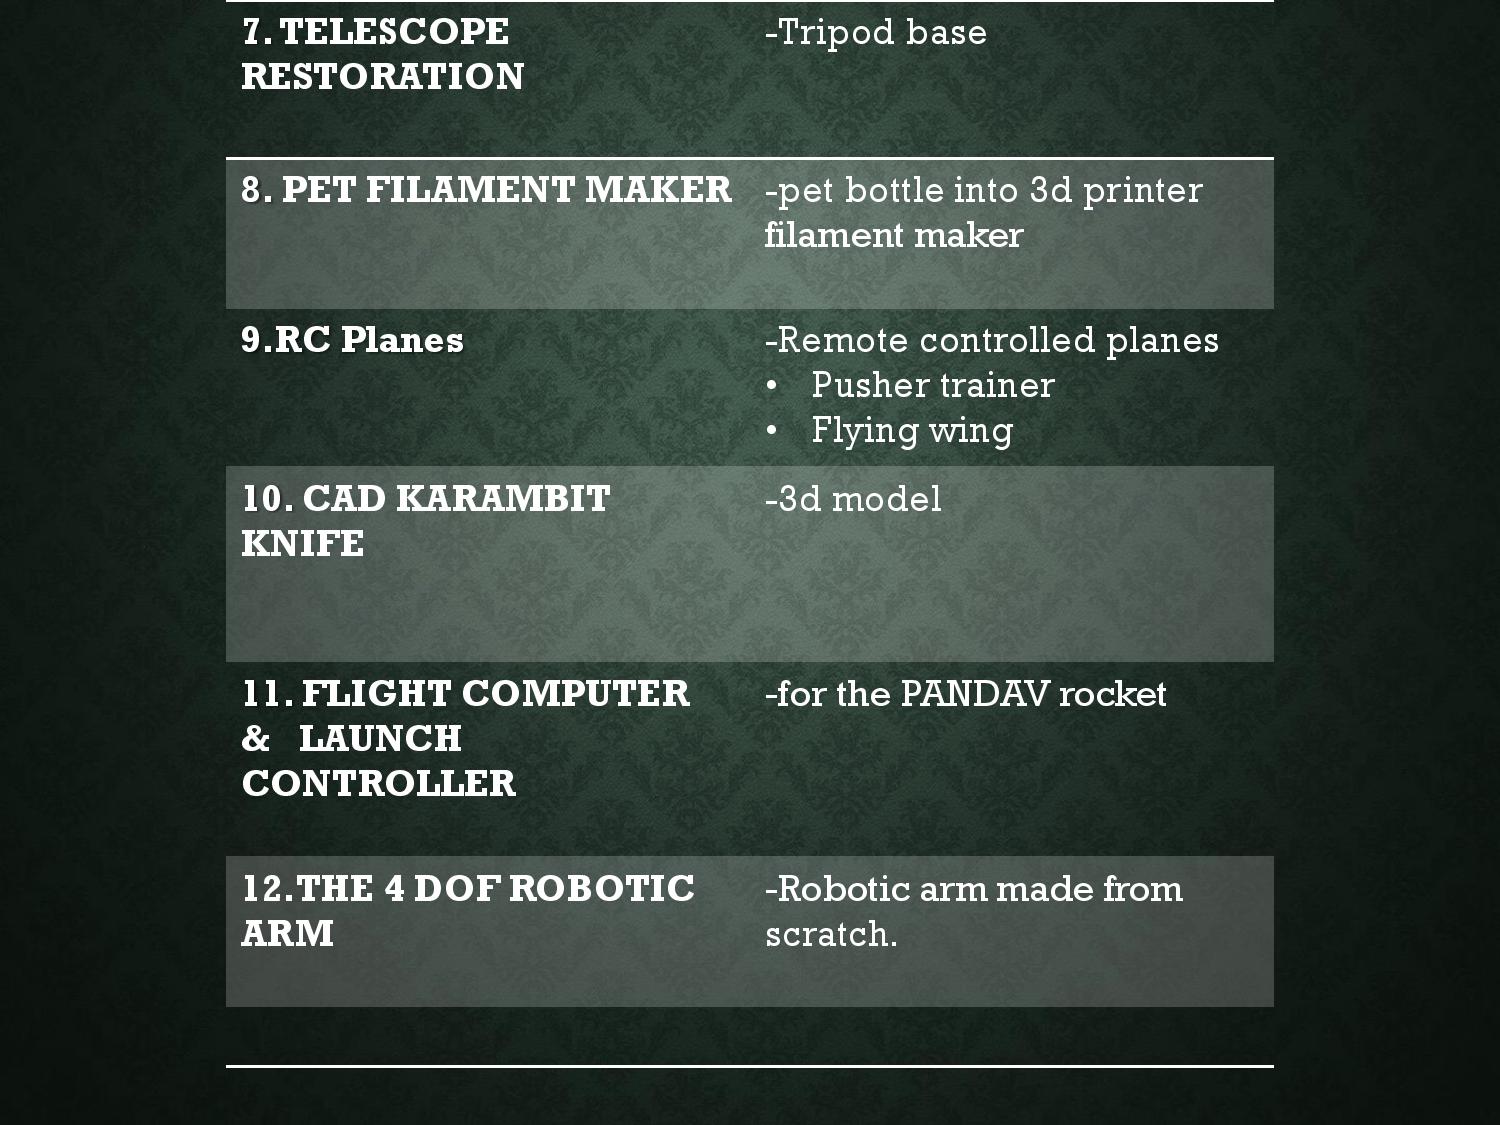 7. TELESCOPE
RESTORATION
-Tripod base
8. PET FILAMENT MAKER
-pet bottle into 3d printer
filament maker
9.RC Planes
-Remote controlled planes
• Pusher trainer
• Flying wing
10. CAD KARAMBIT
KNIFE
-3d model
11. FLIGHT COMPUTER
& LAUNCH
CONTROLLER
-for the PANDAV rocket
12.THE 4 DOF ROBOTIC
ARM
-Robotic arm made from
scratch.